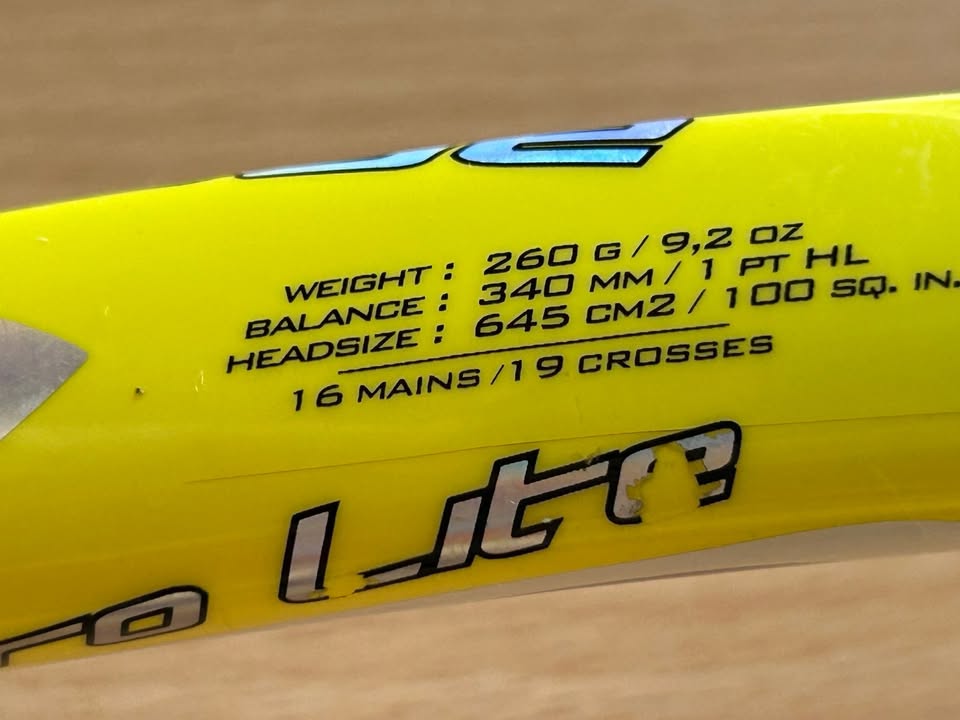 WEIGHT : 260 G / 9,2 OZ
BALANCE : 340 MM / 1 PT HL
HEADSIZE : 645 CM2 / 100 SQ. IN.
16 MAINS /19 CROSSES
Lite